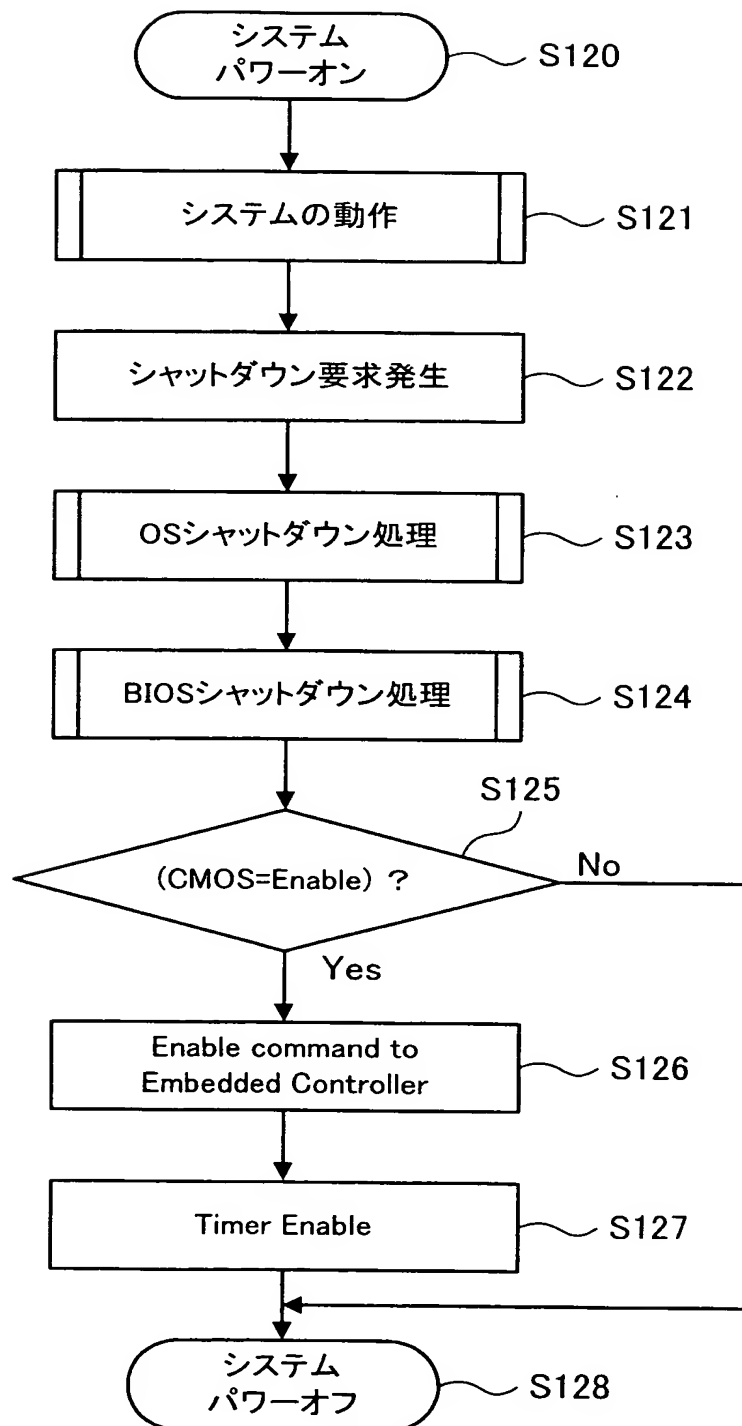 システム
パワーオン
S120
システムの動作
S121
シャットダウン要求発生
S122
OSシャットダウン処理
S123
BIOSシャットダウン処理
S124
S125
(CMOS=Enable) ?
No
Yes
Enable command to
Embedded Controller
S126
Timer Enable
S127
システム
パワーオフ
S128